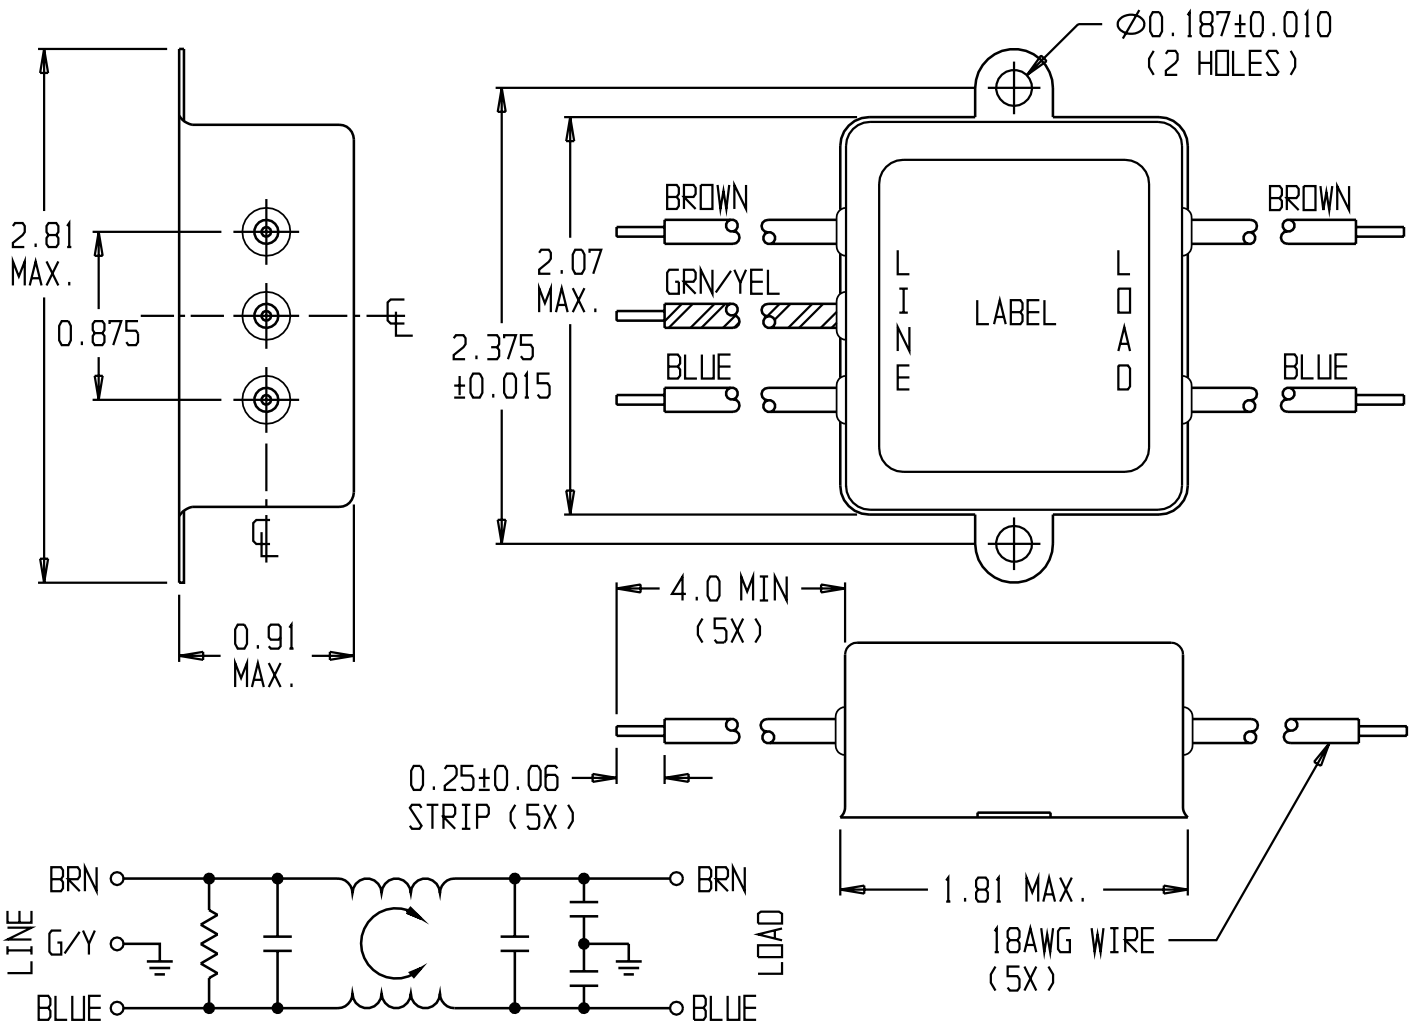 Ø0.187±0.010
(2 HOLES)
2.81
MAX.
0.875
℄
℄
0.91
MAX.
2.375
±0.015
2.07
MAX.
BROWN
GRN/YEL
BLUE
LINE
LABEL
LOAD
BROWN
BLUE
4.0 MIN
(5X)
0.25±0.06
STRIP (5X)
1.81 MAX.
18AWG WIRE
(5X)
LINE
BRN
G/Y
BLUE
BRN
BLUE
LOAD